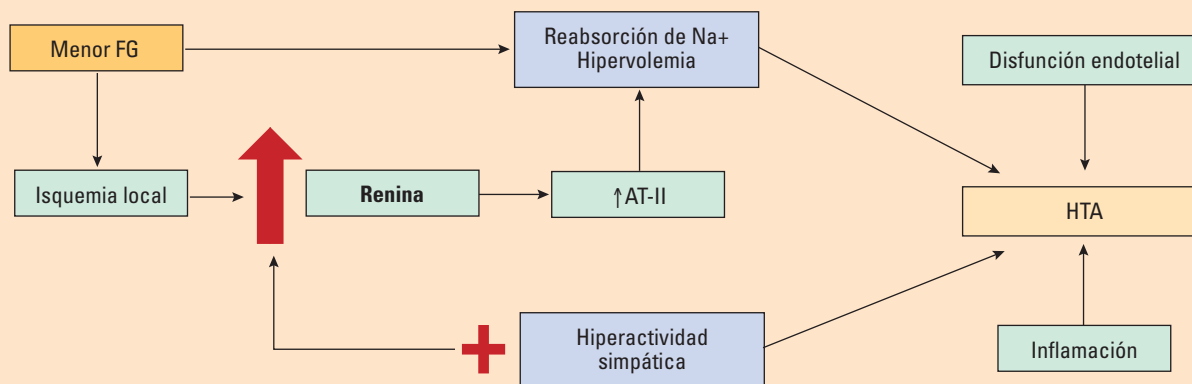 Menor FG
Reabsorción de Na+
Hipervolemia
Disfunción endotelial
Isquemia local
Renina
↑AT-II
HTA
Hiperactividad
simpática
Inflamación